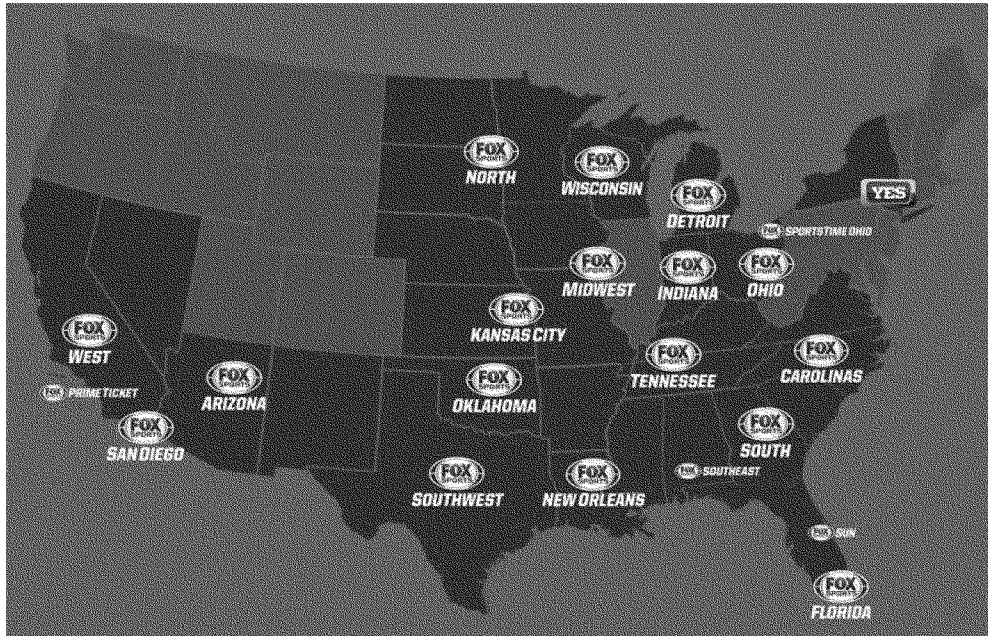 FOX
SPORTS
NORTH
FOX
SPORTS
WISCONSIN
FOX
SPORTS
DETROIT
YES
FOX
SPORTSTIME OHIO
FOX
SPORTS
MIDWEST
FOX
SPORTS
INDIANA
FOX
SPORTS
OHIO
FOX
SPORTS
KANSAS CITY
FOX
SPORTS
WEST
FOX
SPORTS
TENNESSEE
FOX
SPORTS
CAROLINAS
FOX
PRIME TICKET
FOX
SPORTS
ARIZONA
FOX
SPORTS
OKLAHOMA
FOX
SPORTS
SAN DIEGO
FOX
SPORTS
SOUTH
FOX
SPORTS
SOUTHWEST
FOX
SPORTS
NEW ORLEANS
FOX
SOUTHEAST
FOX
SUN
FOX
SPORTS
FLORIDA